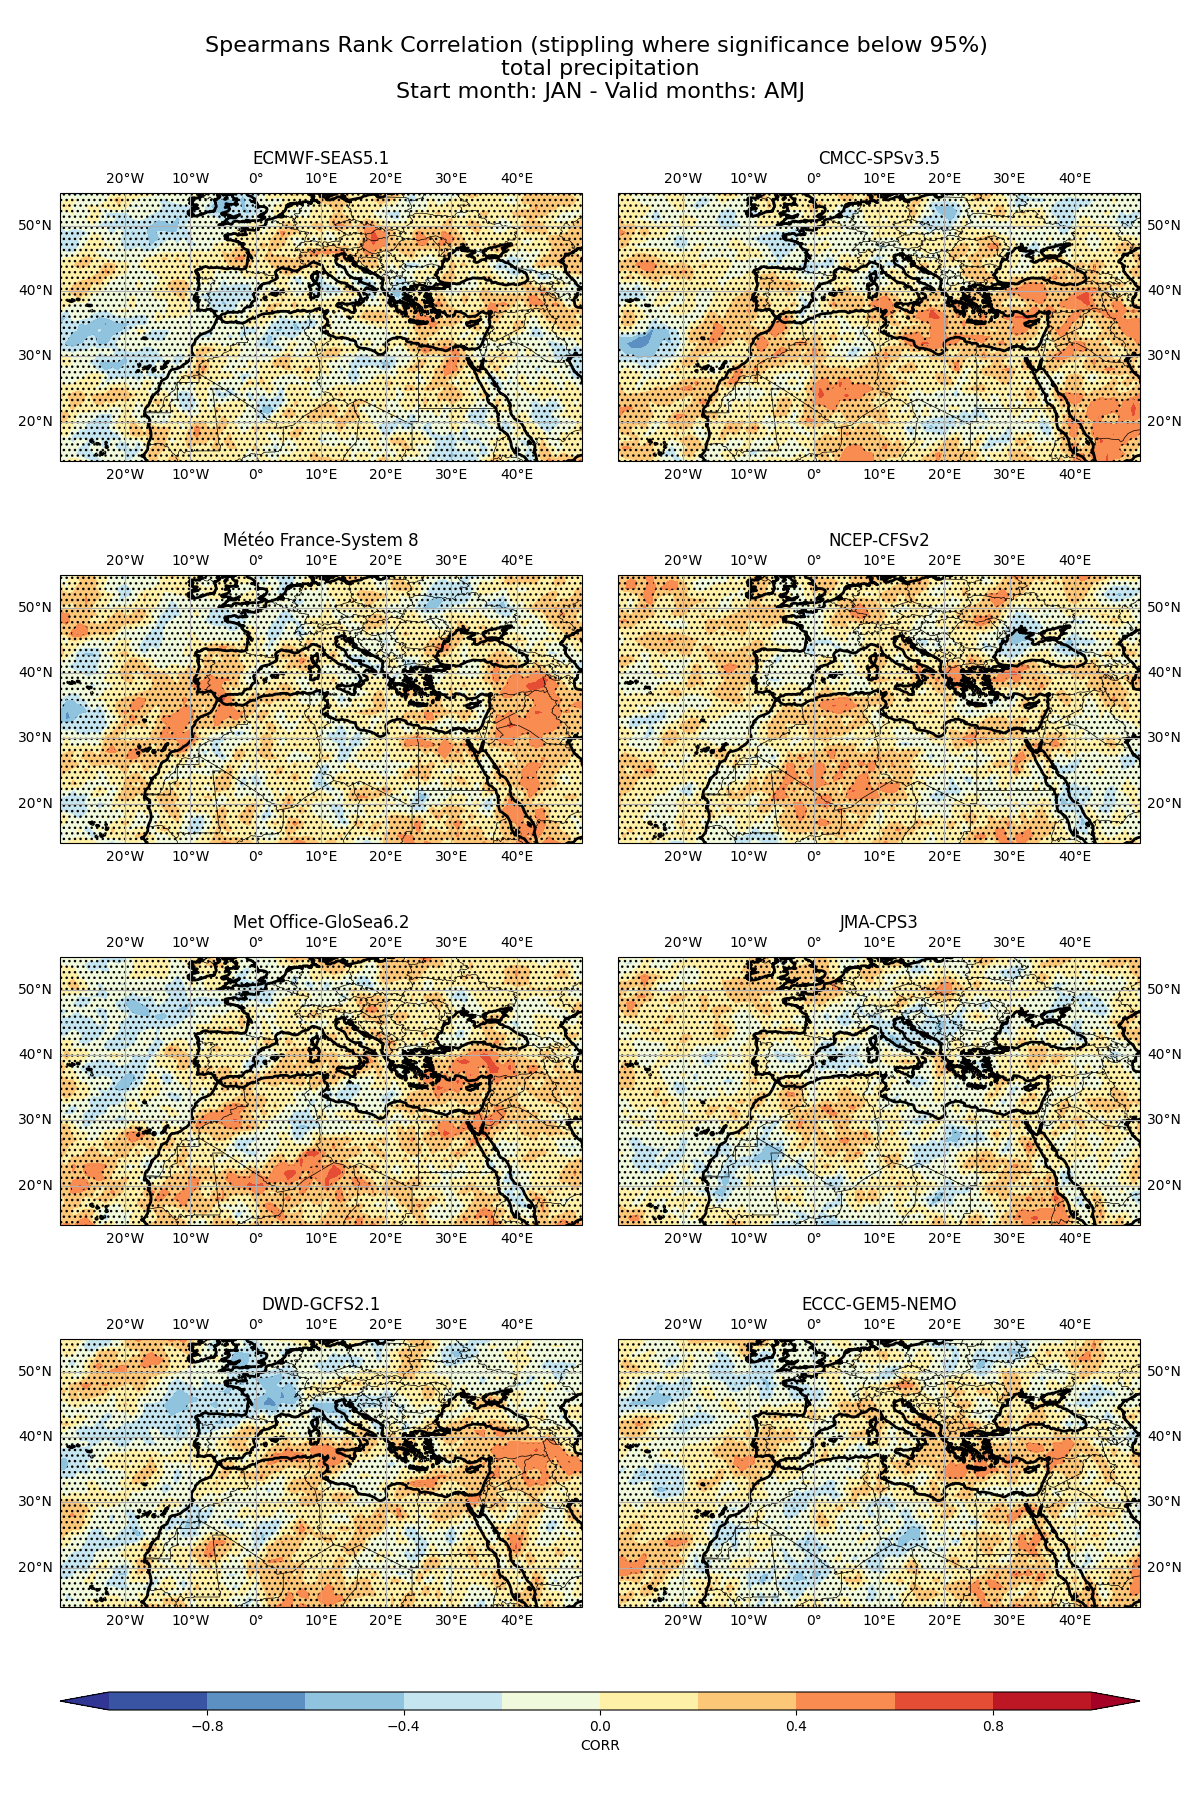 Spearmans Rank Correlation (stippling where significance below 95%)
total precipitation
Start month: JAN - Valid months: AMJ
ECMWF-SEAS5.1
20°W 10°W 0° 10°E 20°E 30°E 40°E
50°N
40°N
30°N
20°N
20°W 10°W 0° 10°E 20°E 30°E 40°E
CMCC-SPSv3.5
20°W 10°W 0° 10°E 20°E 30°E 40°E
50°N
40°N
30°N
20°N
20°W 10°W 0° 10°E 20°E 30°E 40°E
Météo France-System 8
20°W 10°W 0° 10°E 20°E 30°E 40°E
50°N
40°N
30°N
20°N
20°W 10°W 0° 10°E 20°E 30°E 40°E
NCEP-CFSv2
20°W 10°W 0° 10°E 20°E 30°E 40°E
50°N
40°N
30°N
20°N
20°W 10°W 0° 10°E 20°E 30°E 40°E
Met Office-GloSea6.2
20°W 10°W 0° 10°E 20°E 30°E 40°E
50°N
40°N
30°N
20°N
20°W 10°W 0° 10°E 20°E 30°E 40°E
JMA-CPS3
20°W 10°W 0° 10°E 20°E 30°E 40°E
50°N
40°N
30°N
20°N
20°W 10°W 0° 10°E 20°E 30°E 40°E
DWD-GCFS2.1
20°W 10°W 0° 10°E 20°E 30°E 40°E
50°N
40°N
30°N
20°N
20°W 10°W 0° 10°E 20°E 30°E 40°E
ECCC-GEM5-NEMO
20°W 10°W 0° 10°E 20°E 30°E 40°E
50°N
40°N
30°N
20°N
20°W 10°W 0° 10°E 20°E 30°E 40°E
−0.8 −0.4 0.0 0.4 0.8
CORR